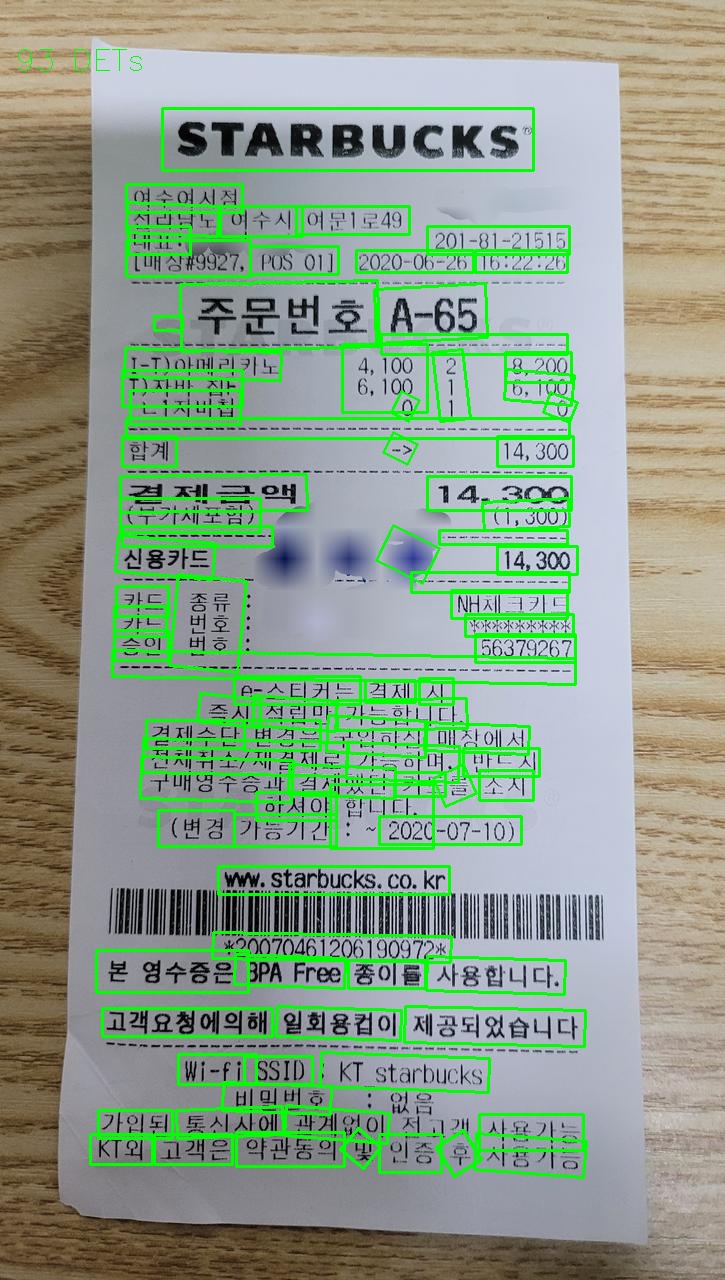 93 DETs
STARBUCKS®
여수여서점
전라남도 여수시 여문1로49
대표: 201-81-21515
[매장#9927, POS 01] 2020-06-26 16:22:26
주문번호 A-65
I-T)아메리카노 4,100 2 8,200
T)자바 칩 6,100 1 6,100
자바칩 0 1 0
합계 -> 14,300
결제금액 14,300
(부가세포함) (1,300)
신용카드 14,300
카드 종류 : NH체크카드
카드 번호 : *********
승인 번호 : 56379267
e-스티커는 결제 시
즉시 적립만 가능합니다.
결제수단 변경은 구입하신 매장에서
전체취소/재결제로 가능하며, 반드시
구매영수증과 결제했던 카드를 소지
하셔야 합니다.
(변경 가능기간 : ~ 2020-07-10)
www.starbucks.co.kr
*20070461206190972*
본 영수증은 BPA Free 종이를 사용합니다.
고객요청에의해 일회용컵이 제공되었습니다
Wi-fi SSID : KT_starbucks
비밀번호 : 없음
가입된 통신사에 관계없이 전고객 사용가능
KT외 고객은 약관동의 및 인증 후 사용가능